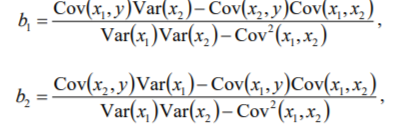 b₁ = (Cov(x₁, y)Var(x₂) − Cov(x₂, y)Cov(x₁, x₂)) / (Var(x₁)Var(x₂) − Cov²(x₁, x₂)),
b₂ = (Cov(x₂, y)Var(x₁) − Cov(x₁, y)Cov(x₁, x₂)) / (Var(x₁)Var(x₂) − Cov²(x₁, x₂)),